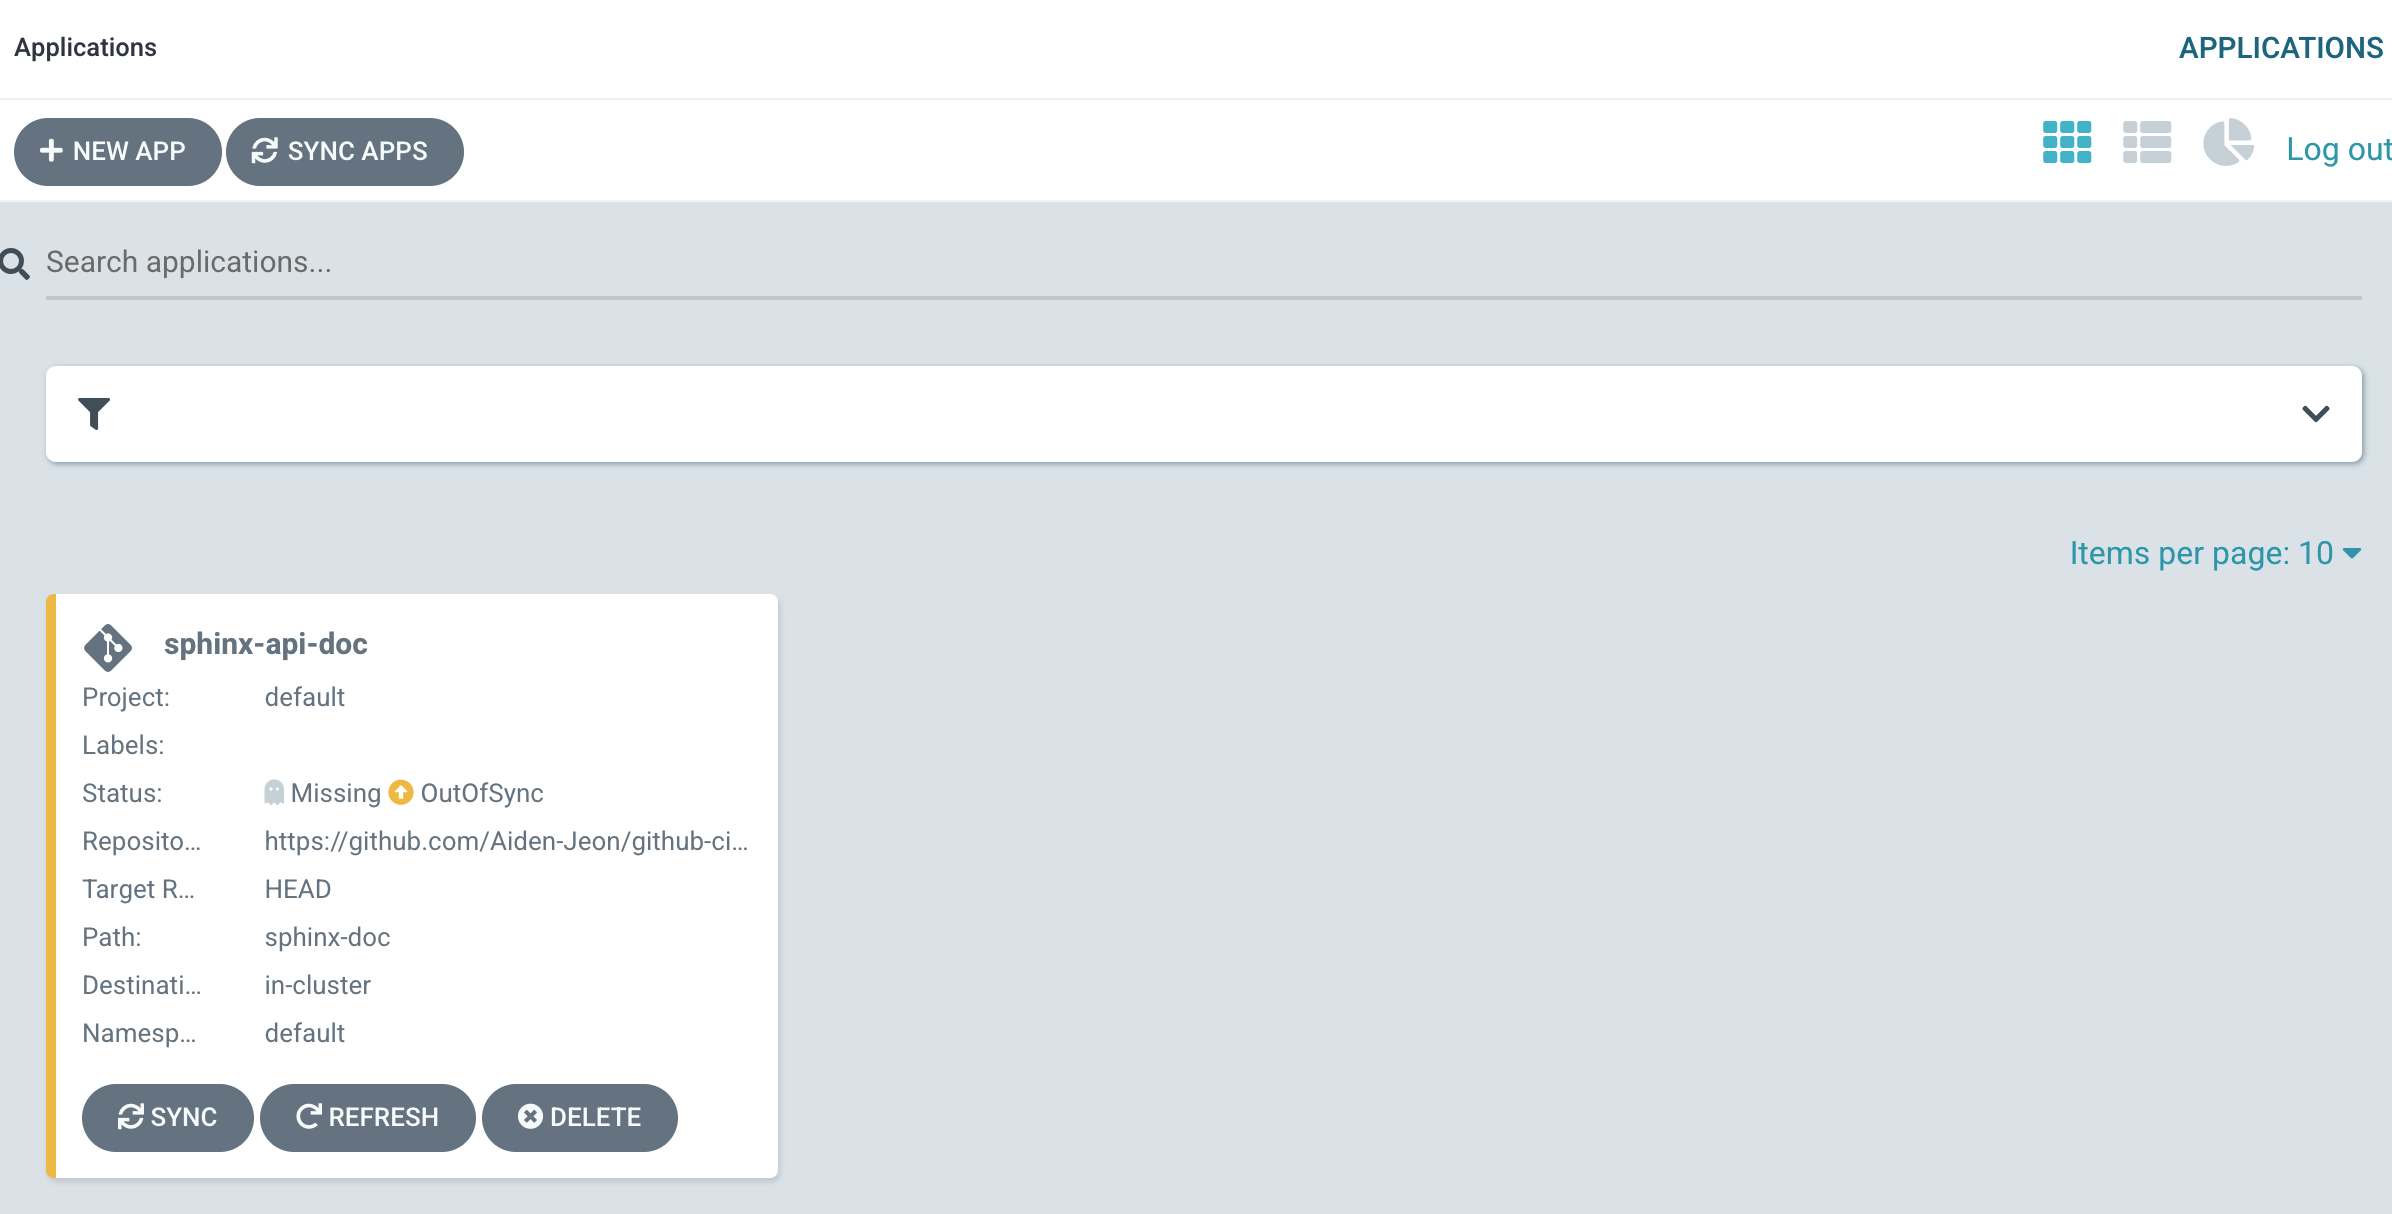 Applications
APPLICATIONS
NEW APP
SYNC APPS
Log out
Search applications...
Items per page: 10
sphinx-api-doc
Project: default
Labels:
Status: Missing OutOfSync
Reposito... https://github.com/Aiden-Jeon/github-ci...
Target R... HEAD
Path: sphinx-doc
Destinati... in-cluster
Namesp... default
SYNC REFRESH DELETE